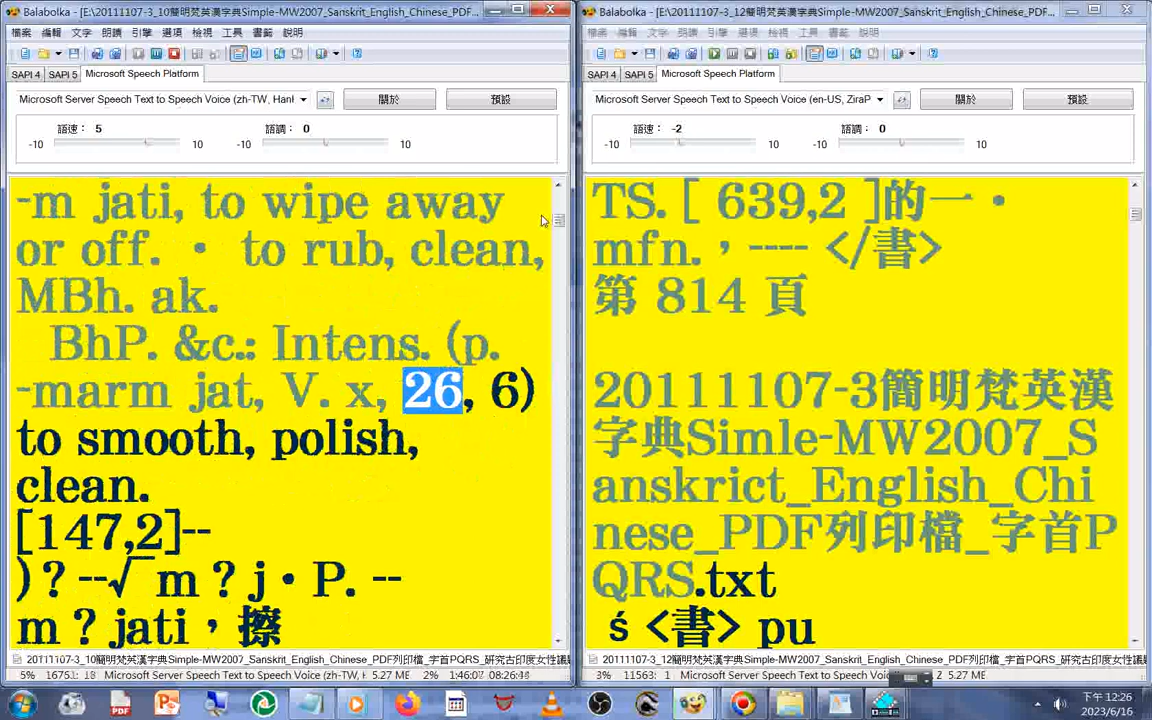 Balabolka - [E:\20111107-3_10簡明梵英漢字典Simple-MW2007_Sanskrit_English_Chinese_PDF...
檔案 編輯 文字 朗讀 引擎 選項 檢視 工具 書籤 說明
SAPI 4 SAPI 5 Microsoft Speech Platform
Microsoft Server Speech Text to Speech Voice (zh-TW, Hanl
關於
預設
語速： 5
語調： 0
-10 10 -10 10
-m jati, to wipe away
or off. • to rub, clean,
MBh. ak.
BhP. &c.: Intens. (p.
-marm jat, V. x, 26, 6)
to smooth, polish,
clean.
[147,2]--
)? --√ m ? j • P. --
m ? jati，擦
20111107-3_10簡明梵英漢字典Simple-MW2007_Sanskrit_English_Chinese_PDF列印檔_字首PQRS_研究古印度女性議
5% Microsoft Server Speech Text to Speech Voice (zh-TW, H 5.27 MB 2% 1:46:07 08:26:43
Balabolka - [E:\20111107-3_12簡明梵英漢字典Simple-MW2007_Sanskrit_English_Chinese_PDF...
檔案 編輯 文字 朗讀 引擎 選項 檢視 工具 書籤 說明
SAPI 4 SAPI 5 Microsoft Speech Platform
Microsoft Server Speech Text to Speech Voice (en-US, ZiraP
關於
預設
語速： -2
語調： 0
-10 10 -10 10
TS. [ 639,2 ]的一 •
mfn.，---- </書>
第 814 頁
20111107-3簡明梵英漢
字典Simle-MW2007_S
anskrict_English_Chi
nese_PDF列印檔_字首P
QRS.txt
ś <書> pu
20111107-3_12簡明梵英漢字典Simple-MW2007_Sanskrit_English_Chinese_PDF列印檔_字首PQRS_研究古印度女性議
3% 11563: 1 Microsoft Server Speech Text to Speech Voice (en-US, 5.27 MB
下午 12:26
2023/6/16